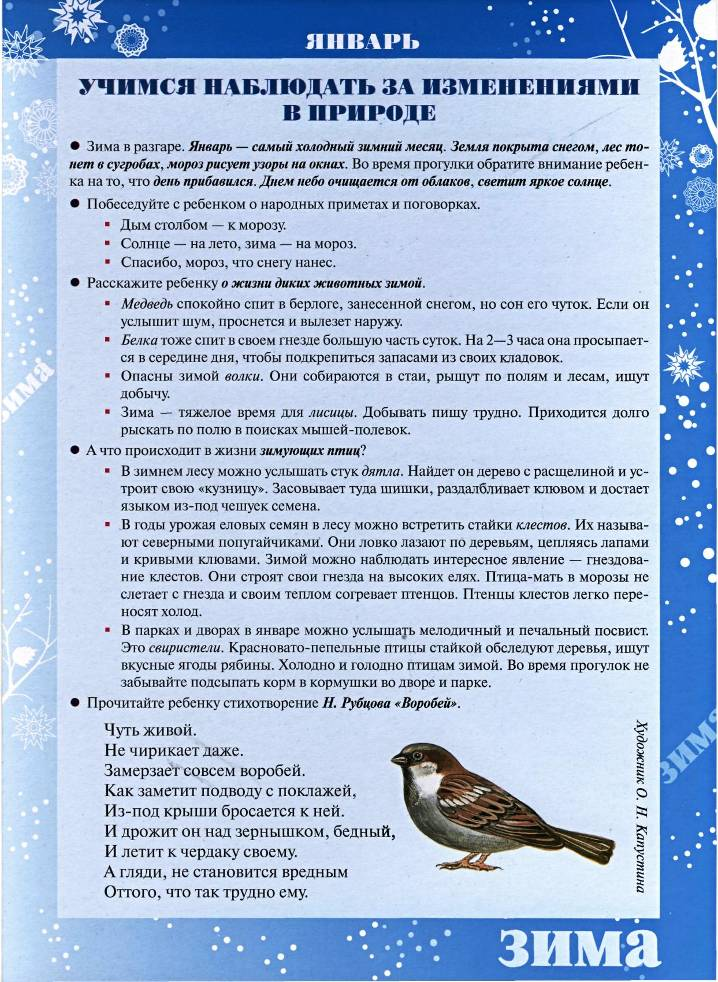 ЯНВАРЬ
УЧИМСЯ НАБЛЮДАТЬ ЗА ИЗМЕНЕНИЯМИ
В ПРИРОДЕ
● Зима в разгаре. Январь — самый холодный зимний месяц. Земля покрыта снегом, лес то-
нет в сугробах, мороз рисует узоры на окнах. Во время прогулки обратите внимание ребен-
ка на то, что день прибавился. Днем небо очищается от облаков, светит яркое солнце.
● Побеседуйте с ребенком о народных приметах и поговорках.
▪ Дым столбом — к морозу.
▪ Солнце — на лето, зима — на мороз.
▪ Спасибо, мороз, что снегу нанес.
● Расскажите ребенку о жизни диких животных зимой.
▪ Медведь спокойно спит в берлоге, занесенной снегом, но сон его чуток. Если он
услышит шум, проснется и вылезет наружу.
▪ Белка тоже спит в своем гнезде большую часть суток. На 2—3 часа она просыпает-
ся в середине дня, чтобы подкрепиться запасами из своих кладовок.
▪ Опасны зимой волки. Они собираются в стаи, рыщут по полям и лесам, ищут
добычу.
▪ Зима — тяжелое время для лисицы. Добывать пищу трудно. Приходится долго
рыскать по полю в поисках мышей-полевок.
● А что происходит в жизни зимующих птиц?
▪ В зимнем лесу можно услышать стук дятла. Найдет он дерево с расщелиной и ус-
троит свою «кузницу». Засовывает туда шишки, раздалбливает клювом и достает
языком из-под чешуек семена.
▪ В годы урожая еловых семян в лесу можно встретить стайки клестов. Их называ-
ют северными попугайчиками. Они ловко лазают по деревьям, цепляясь лапами
и кривыми клювами. Зимой можно наблюдать интересное явление — гнездова-
ние клестов. Они строят свои гнезда на высоких елях. Птица-мать в морозы не
слетает с гнезда и своим теплом согревает птенцов. Птенцы клестов легко пере-
носят холод.
▪ В парках и дворах в январе можно услышать мелодичный и печальный посвист.
Это свиристели. Красновато-пепельные птицы стайкой обследуют деревья, ищут
вкусные ягоды рябины. Холодно и голодно птицам зимой. Во время прогулок не
забывайте подсыпать корм в кормушки во дворе и парке.
● Прочитайте ребенку стихотворение Н. Рубцова «Воробей».
Чуть живой.
Не чирикает даже.
Замерзает совсем воробей.
Как заметит подводу с поклажей,
Из-под крыши бросается к ней.
И дрожит он над зернышком, бедный,
И летит к чердаку своему.
А гляди, не становится вредным
Оттого, что так трудно ему.
Художник О. Н. Капустина
зима
зима
зима